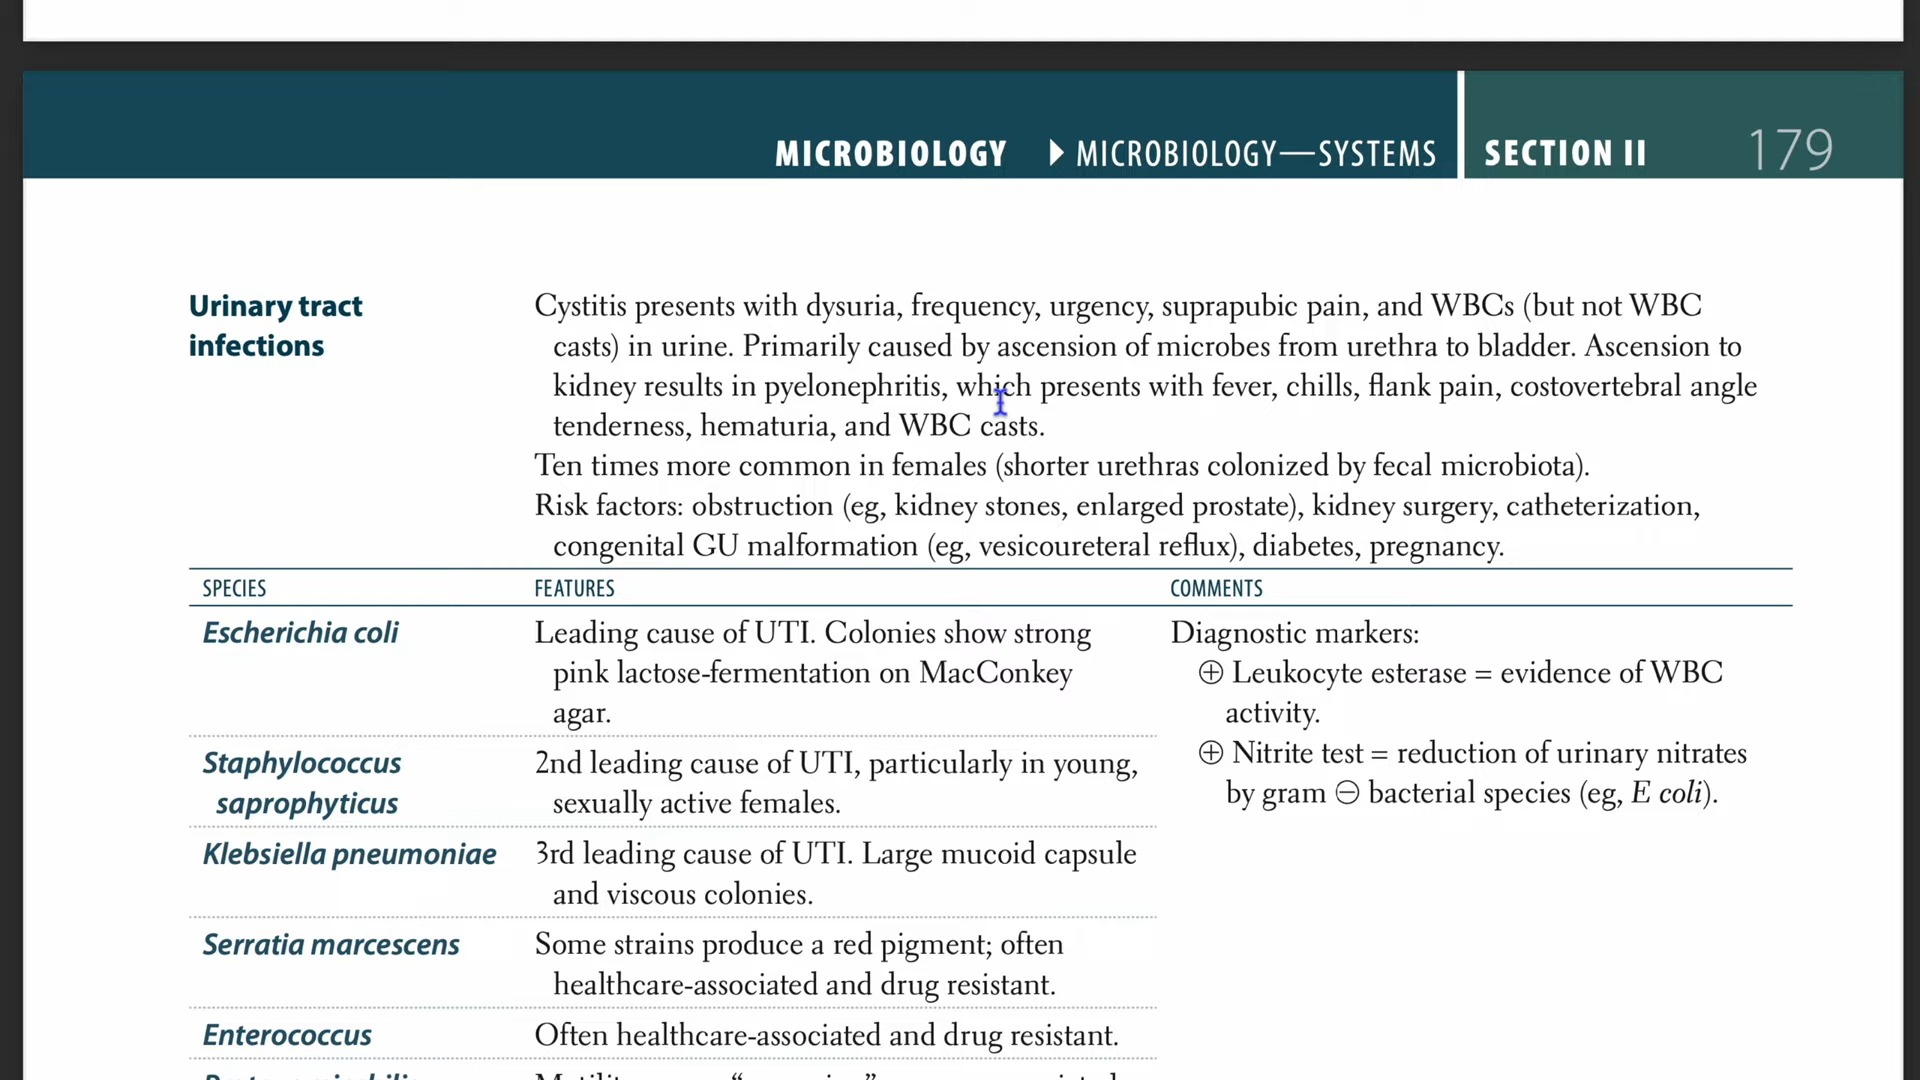 MICROBIOLOGY ▶ MICROBIOLOGY—SYSTEMS SECTION II 179
Urinary tract
infections
Cystitis presents with dysuria, frequency, urgency, suprapubic pain, and WBCs (but not WBC
casts) in urine. Primarily caused by ascension of microbes from urethra to bladder. Ascension to
kidney results in pyelonephritis, which presents with fever, chills, flank pain, costovertebral angle
tenderness, hematuria, and WBC casts.
Ten times more common in females (shorter urethras colonized by fecal microbiota).
Risk factors: obstruction (eg, kidney stones, enlarged prostate), kidney surgery, catheterization,
congenital GU malformation (eg, vesicoureteral reflux), diabetes, pregnancy.
SPECIES FEATURES COMMENTS
Escherichia coli
Leading cause of UTI. Colonies show strong
pink lactose-fermentation on MacConkey
agar.
Diagnostic markers:
⊕ Leukocyte esterase = evidence of WBC
activity.
⊕ Nitrite test = reduction of urinary nitrates
by gram ⊖ bacterial species (eg, E coli).
Staphylococcus
saprophyticus
2nd leading cause of UTI, particularly in young,
sexually active females.
Klebsiella pneumoniae
3rd leading cause of UTI. Large mucoid capsule
and viscous colonies.
Serratia marcescens
Some strains produce a red pigment; often
healthcare-associated and drug resistant.
Enterococcus
Often healthcare-associated and drug resistant.